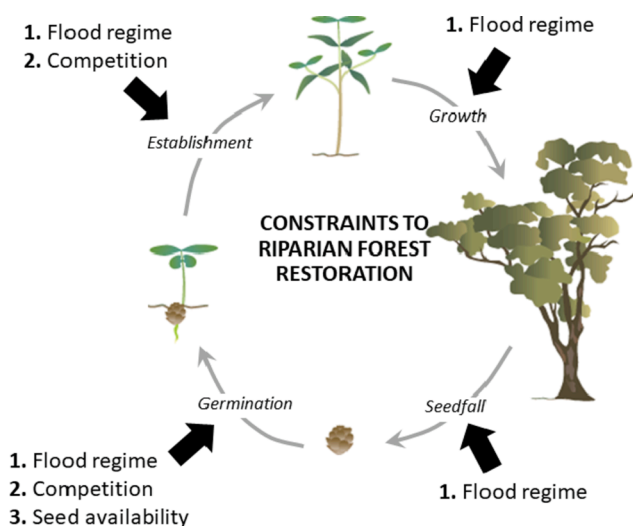 1. Flood regime
2. Competition
1. Flood regime
Growth
Establishment
CONSTRAINTS TO
RIPARIAN FOREST
RESTORATION
Germination
Seedfall
1. Flood regime
2. Competition
3. Seed availability
1. Flood regime